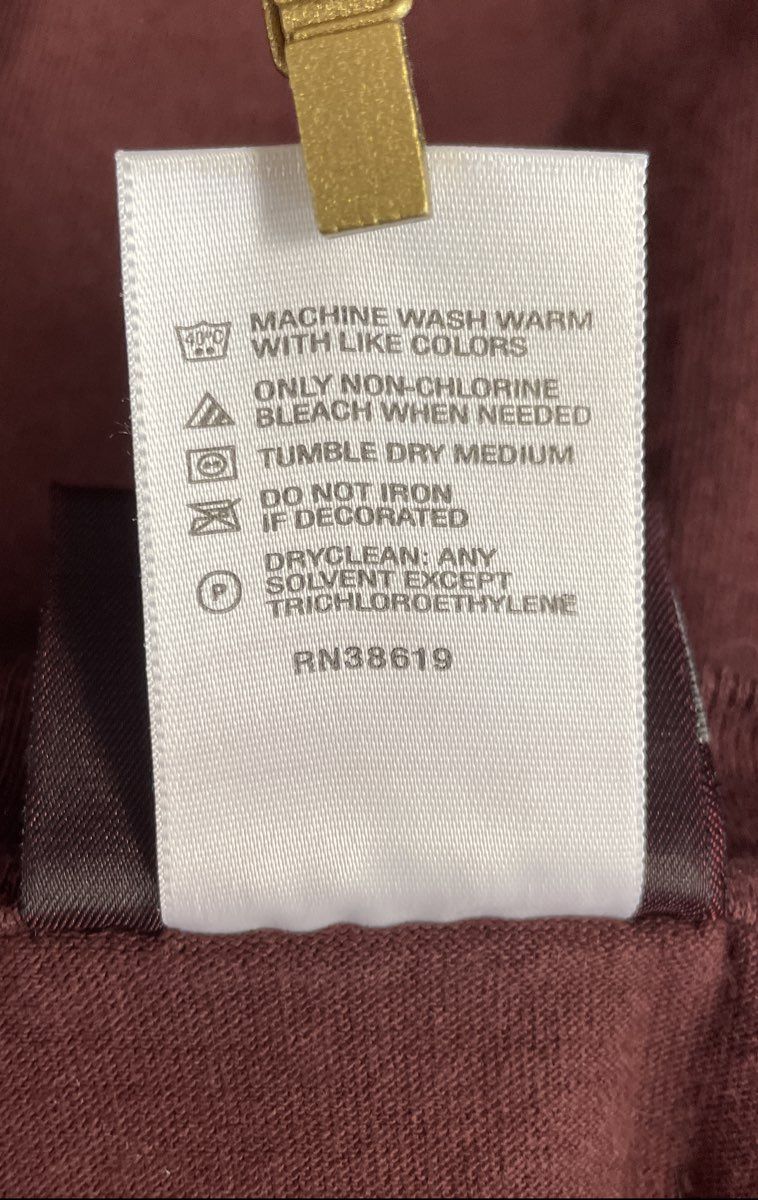 40°C
MACHINE WASH WARM
WITH LIKE COLORS
ONLY NON-CHLORINE
BLEACH WHEN NEEDED
TUMBLE DRY MEDIUM
DO NOT IRON
IF DECORATED
P
DRYCLEAN: ANY
SOLVENT EXCEPT
TRICHLOROETHYLENE
RN38619